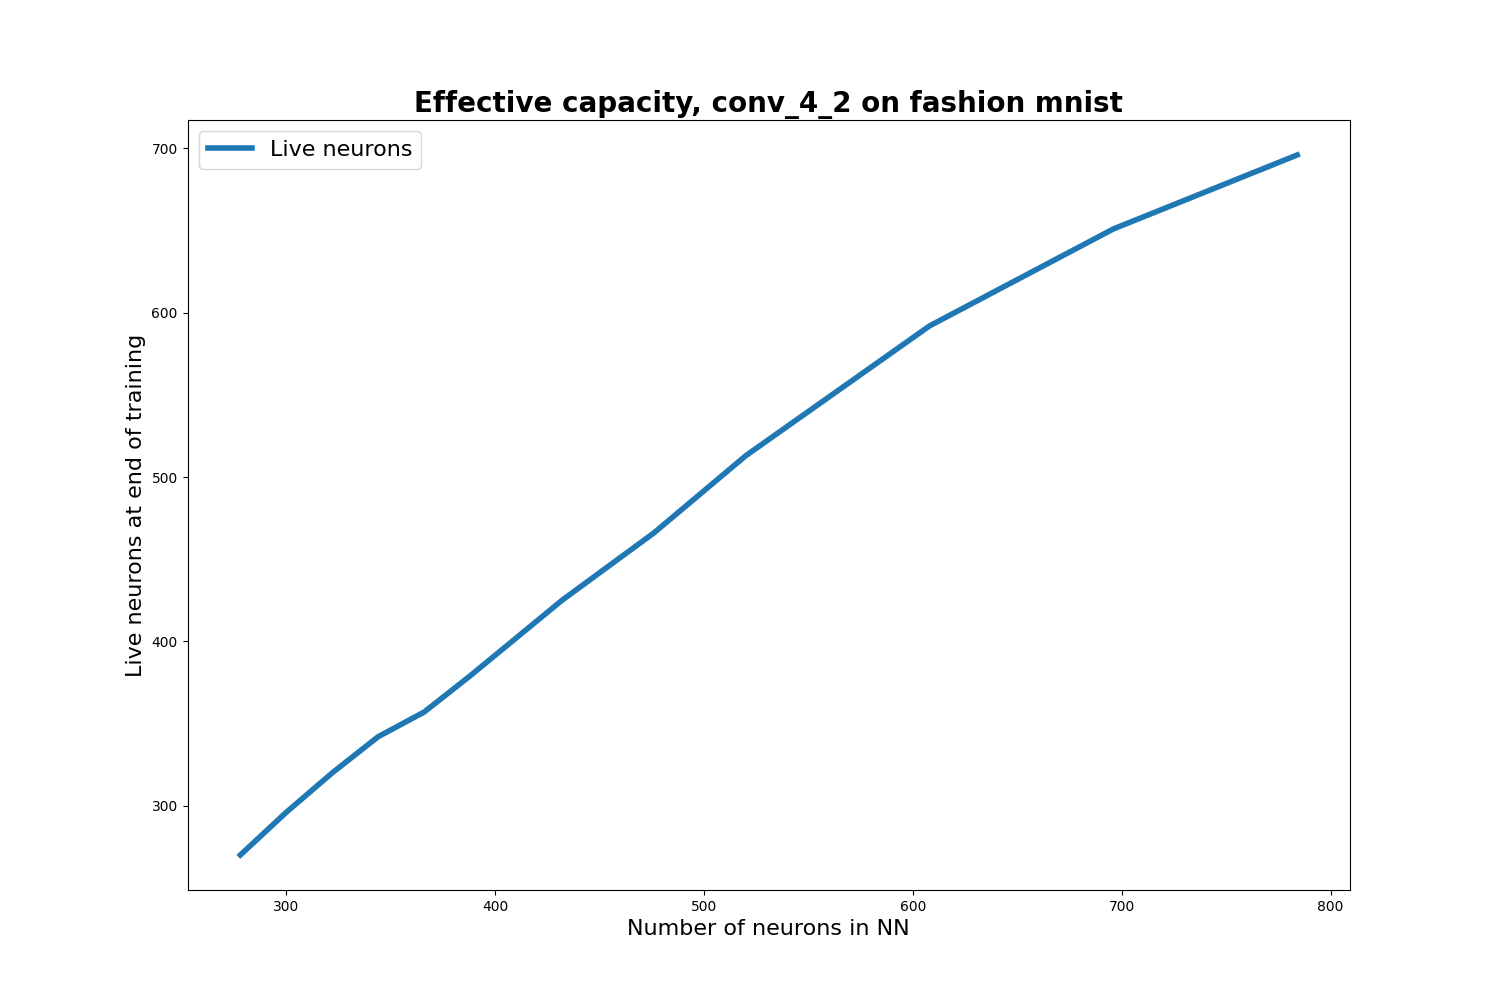 Effective capacity, conv_4_2 on fashion mnist
Live neurons
700
600
500
400
300
Live neurons at end of training
300 400 500 600 700 800
Number of neurons in NN